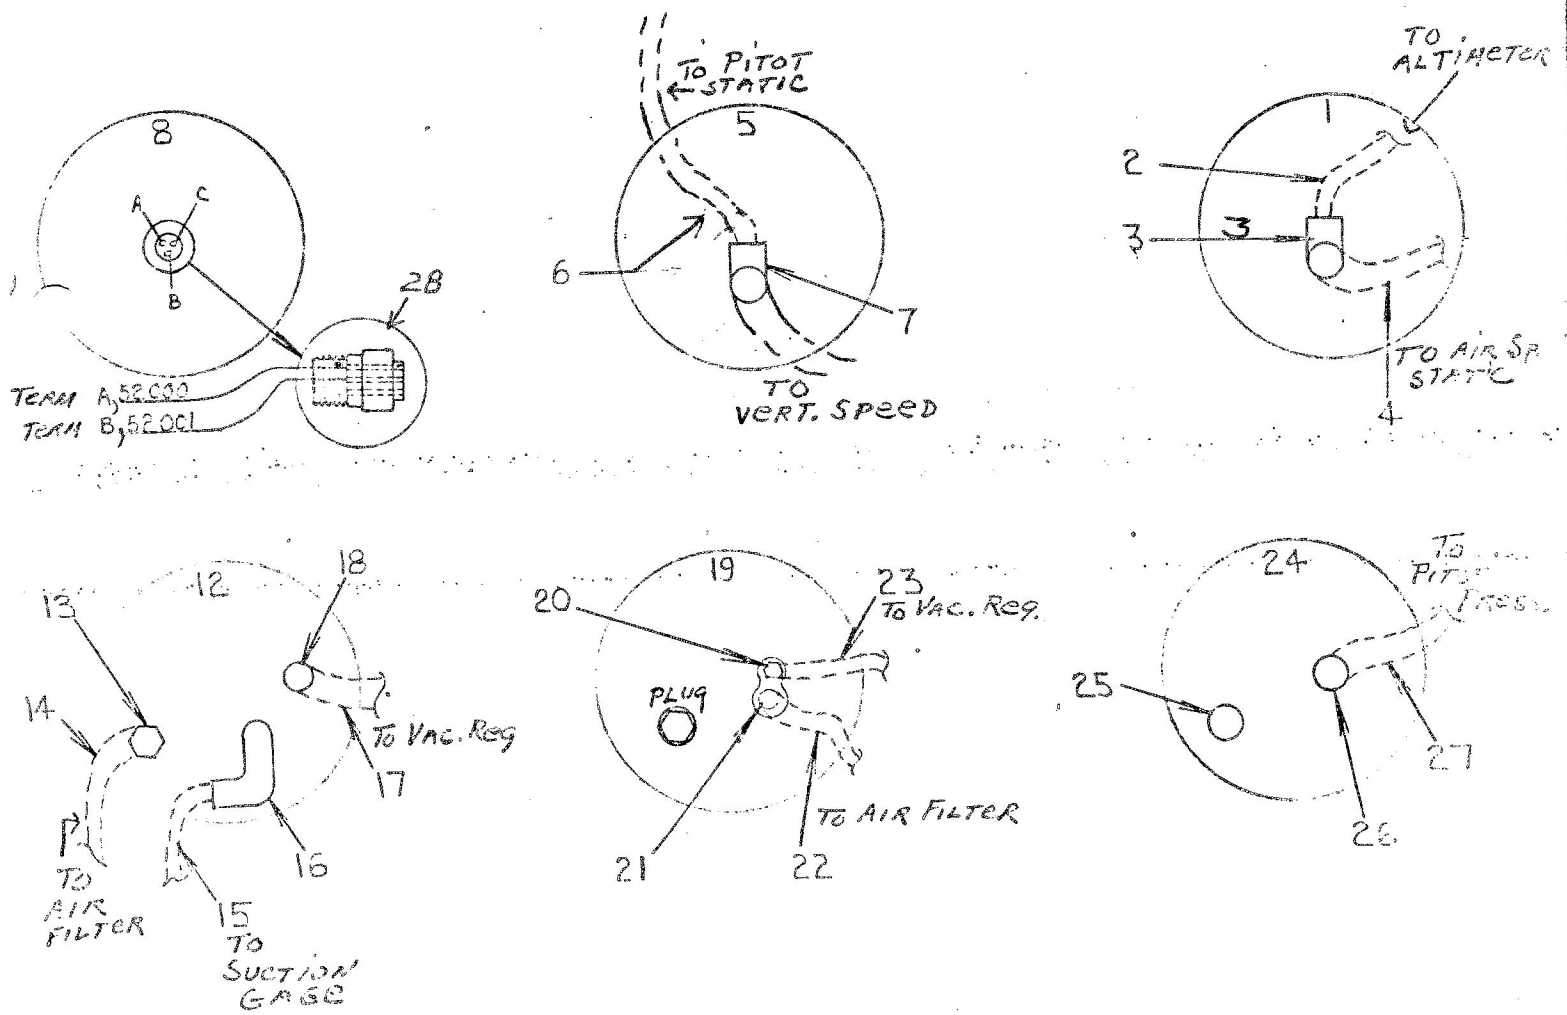 8
A
C
B
28
TERM A, 52000
TERM B, 52001
TO PITOT
STATIC
5
6
7
TO
VERT. SPEED
TO
ALTIMETER
1
2
3
3
TO AIR SP.
STATIC
4
12
13
18
14
TO VAC. REG
17
16
TO
AIR
FILTER
15
TO
SUCTION
GAGE
19
20
23
TO VAC. REG.
PLUG
TO AIR FILTER
21
22
24
TO
PITOT
PRESS.
25
27
26